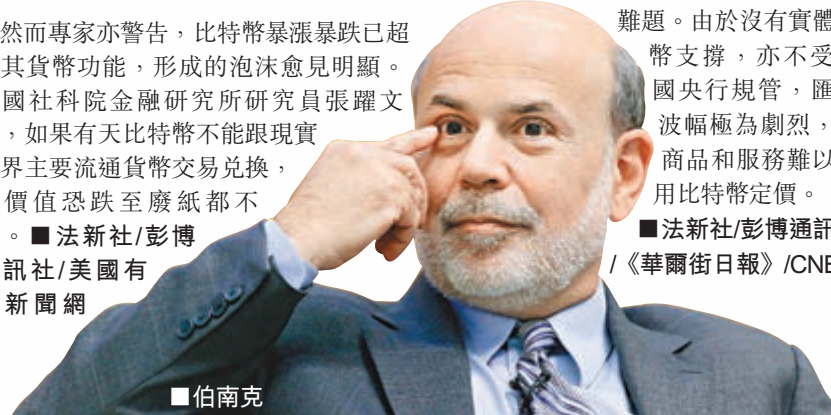 然而專家亦警告，比特幣暴漲暴跌已超
其貨幣功能，形成的泡沫愈見明顯。
國社科院金融研究所研究員張躍文
，如果有天比特幣不能跟現實
界主要流通貨幣交易兌換，
價值恐跌至廢紙都不
。■法新社/彭博
訊社/美國有
新聞網
難題。由於沒有實體
幣支撐，亦不受
國央行規管，匯
波幅極為劇烈，
商品和服務難以
用比特幣定價。
■法新社/彭博通訊
/《華爾街日報》/CNB
■伯南克